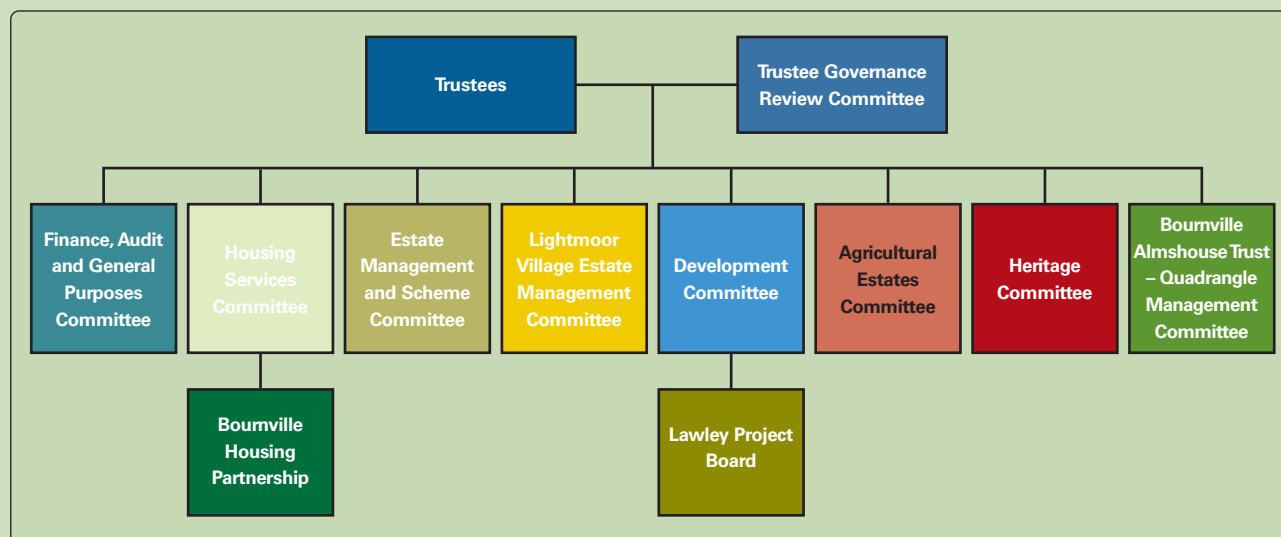 Trustees
Trustee Governance
Review Committee
Finance, Audit
and General
Purposes
Committee
Housing
Services
Committee
Estate
Management
and Scheme
Committee
Lightmoor
Village Estate
Management
Committee
Development
Committee
Agricultural
Estates
Committee
Heritage
Committee
Bournville
Almshouse Trust
– Quadrangle
Management
Committee
Bournville
Housing
Partnership
Lawley Project
Board